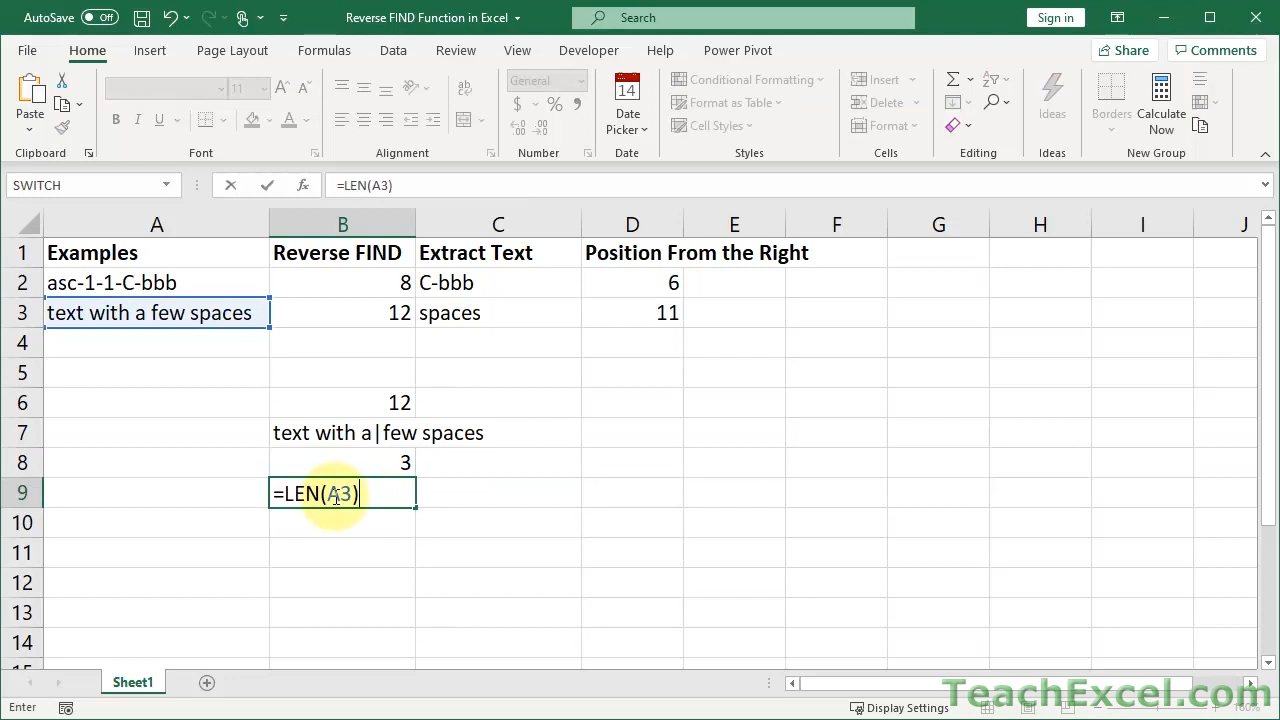 AutoSave Off Reverse FIND Function in Excel Search Sign in
File Home Insert Page Layout Formulas Data Review View Developer Help Power Pivot Share Comments
Paste
11
B I U
General
$ % 9
14
Date
Picker
Conditional Formatting
Format as Table
Cell Styles
Insert
Delete
Format
Ideas
Borders
Calculate
Now
Clipboard Font Alignment Number Date Styles Cells Editing Ideas New Group
SWITCH fx =LEN(A3)
A B C D E F G H I J
1 Examples Reverse FIND Extract Text Position From the Right
2 asc-1-1-C-bbb 8 C-bbb 6
3 text with a few spaces 12 spaces 11
4
5
6 12
7 text with a|few spaces
8 3
9 =LEN(A3)
10
11
12
13
14
15
Sheet1
TeachExcel.com
Enter Display Settings 100%